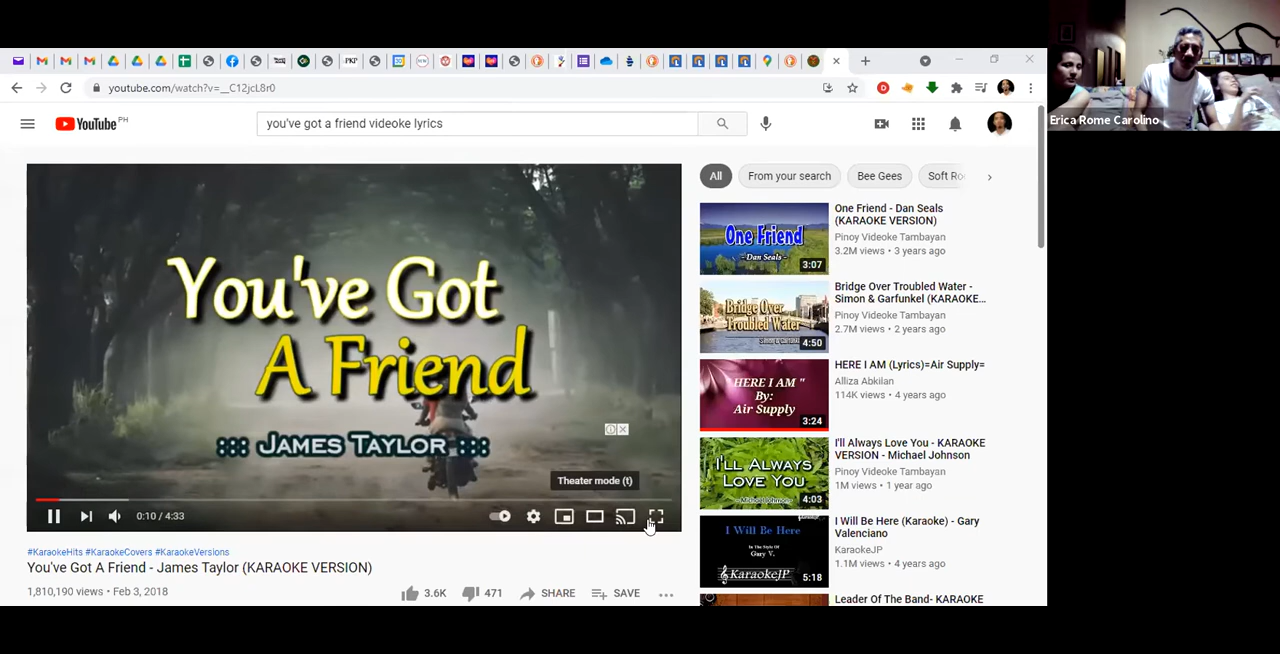 PKP
youtube.com/watch?v=__C12jcL8r0
YouTube PH
you've got a friend videoke lyrics
You've Got
A Friend
::: JAMES TAYLOR :::
Theater mode (t)
0:10 / 4:33
#KaraokeHits #KaraokeCovers #KaraokeVersions
You've Got A Friend - James Taylor (KARAOKE VERSION)
1,810,190 views • Feb 3, 2018
3.6K
471
SHARE
SAVE
All
From your search
Bee Gees
Soft Ro
One Friend
- Dan Seals -
3:07
One Friend - Dan Seals
(KARAOKE VERSION)
Pinoy Videoke Tambayan
3.2M views • 3 years ago
Bridge Over
Troubled Water
4:50
Bridge Over Troubled Water -
Simon & Garfunkel (KARAOKE...
Pinoy Videoke Tambayan
2.7M views • 2 years ago
HERE I AM "
By:
Air Supply
3:24
HERE I AM (Lyrics)=Air Supply=
Alliza Abkilan
114K views • 4 years ago
I'LL ALWAYS
LOVE YOU
4:03
I'll Always Love You - KARAOKE
VERSION - Michael Johnson
Pinoy Videoke Tambayan
1M views • 1 year ago
I Will Be Here
In The Style Of
Gary V.
KaraokeJP
5:18
I Will Be Here (Karaoke) - Gary
Valenciano
KaraokeJP
1.1M views • 4 years ago
Leader Of The Band- KARAOKE
Erica Rome Carolino